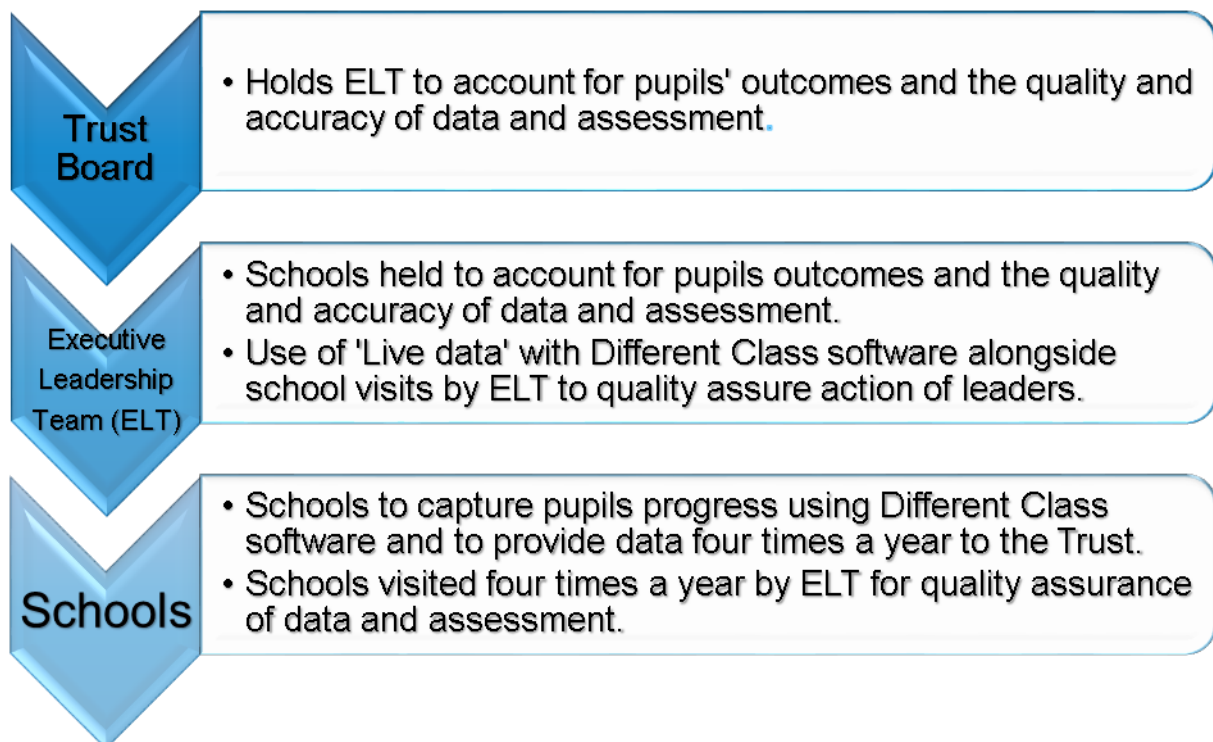 Trust
Board
• Holds ELT to account for pupils' outcomes and the quality and
accuracy of data and assessment.
Executive
Leadership
Team (ELT)
• Schools held to account for pupils outcomes and the quality
and accuracy of data and assessment.
• Use of 'Live data' with Different Class software alongside
school visits by ELT to quality assure action of leaders.
Schools
• Schools to capture pupils progress using Different Class
software and to provide data four times a year to the Trust.
• Schools visited four times a year by ELT for quality assurance
of data and assessment.